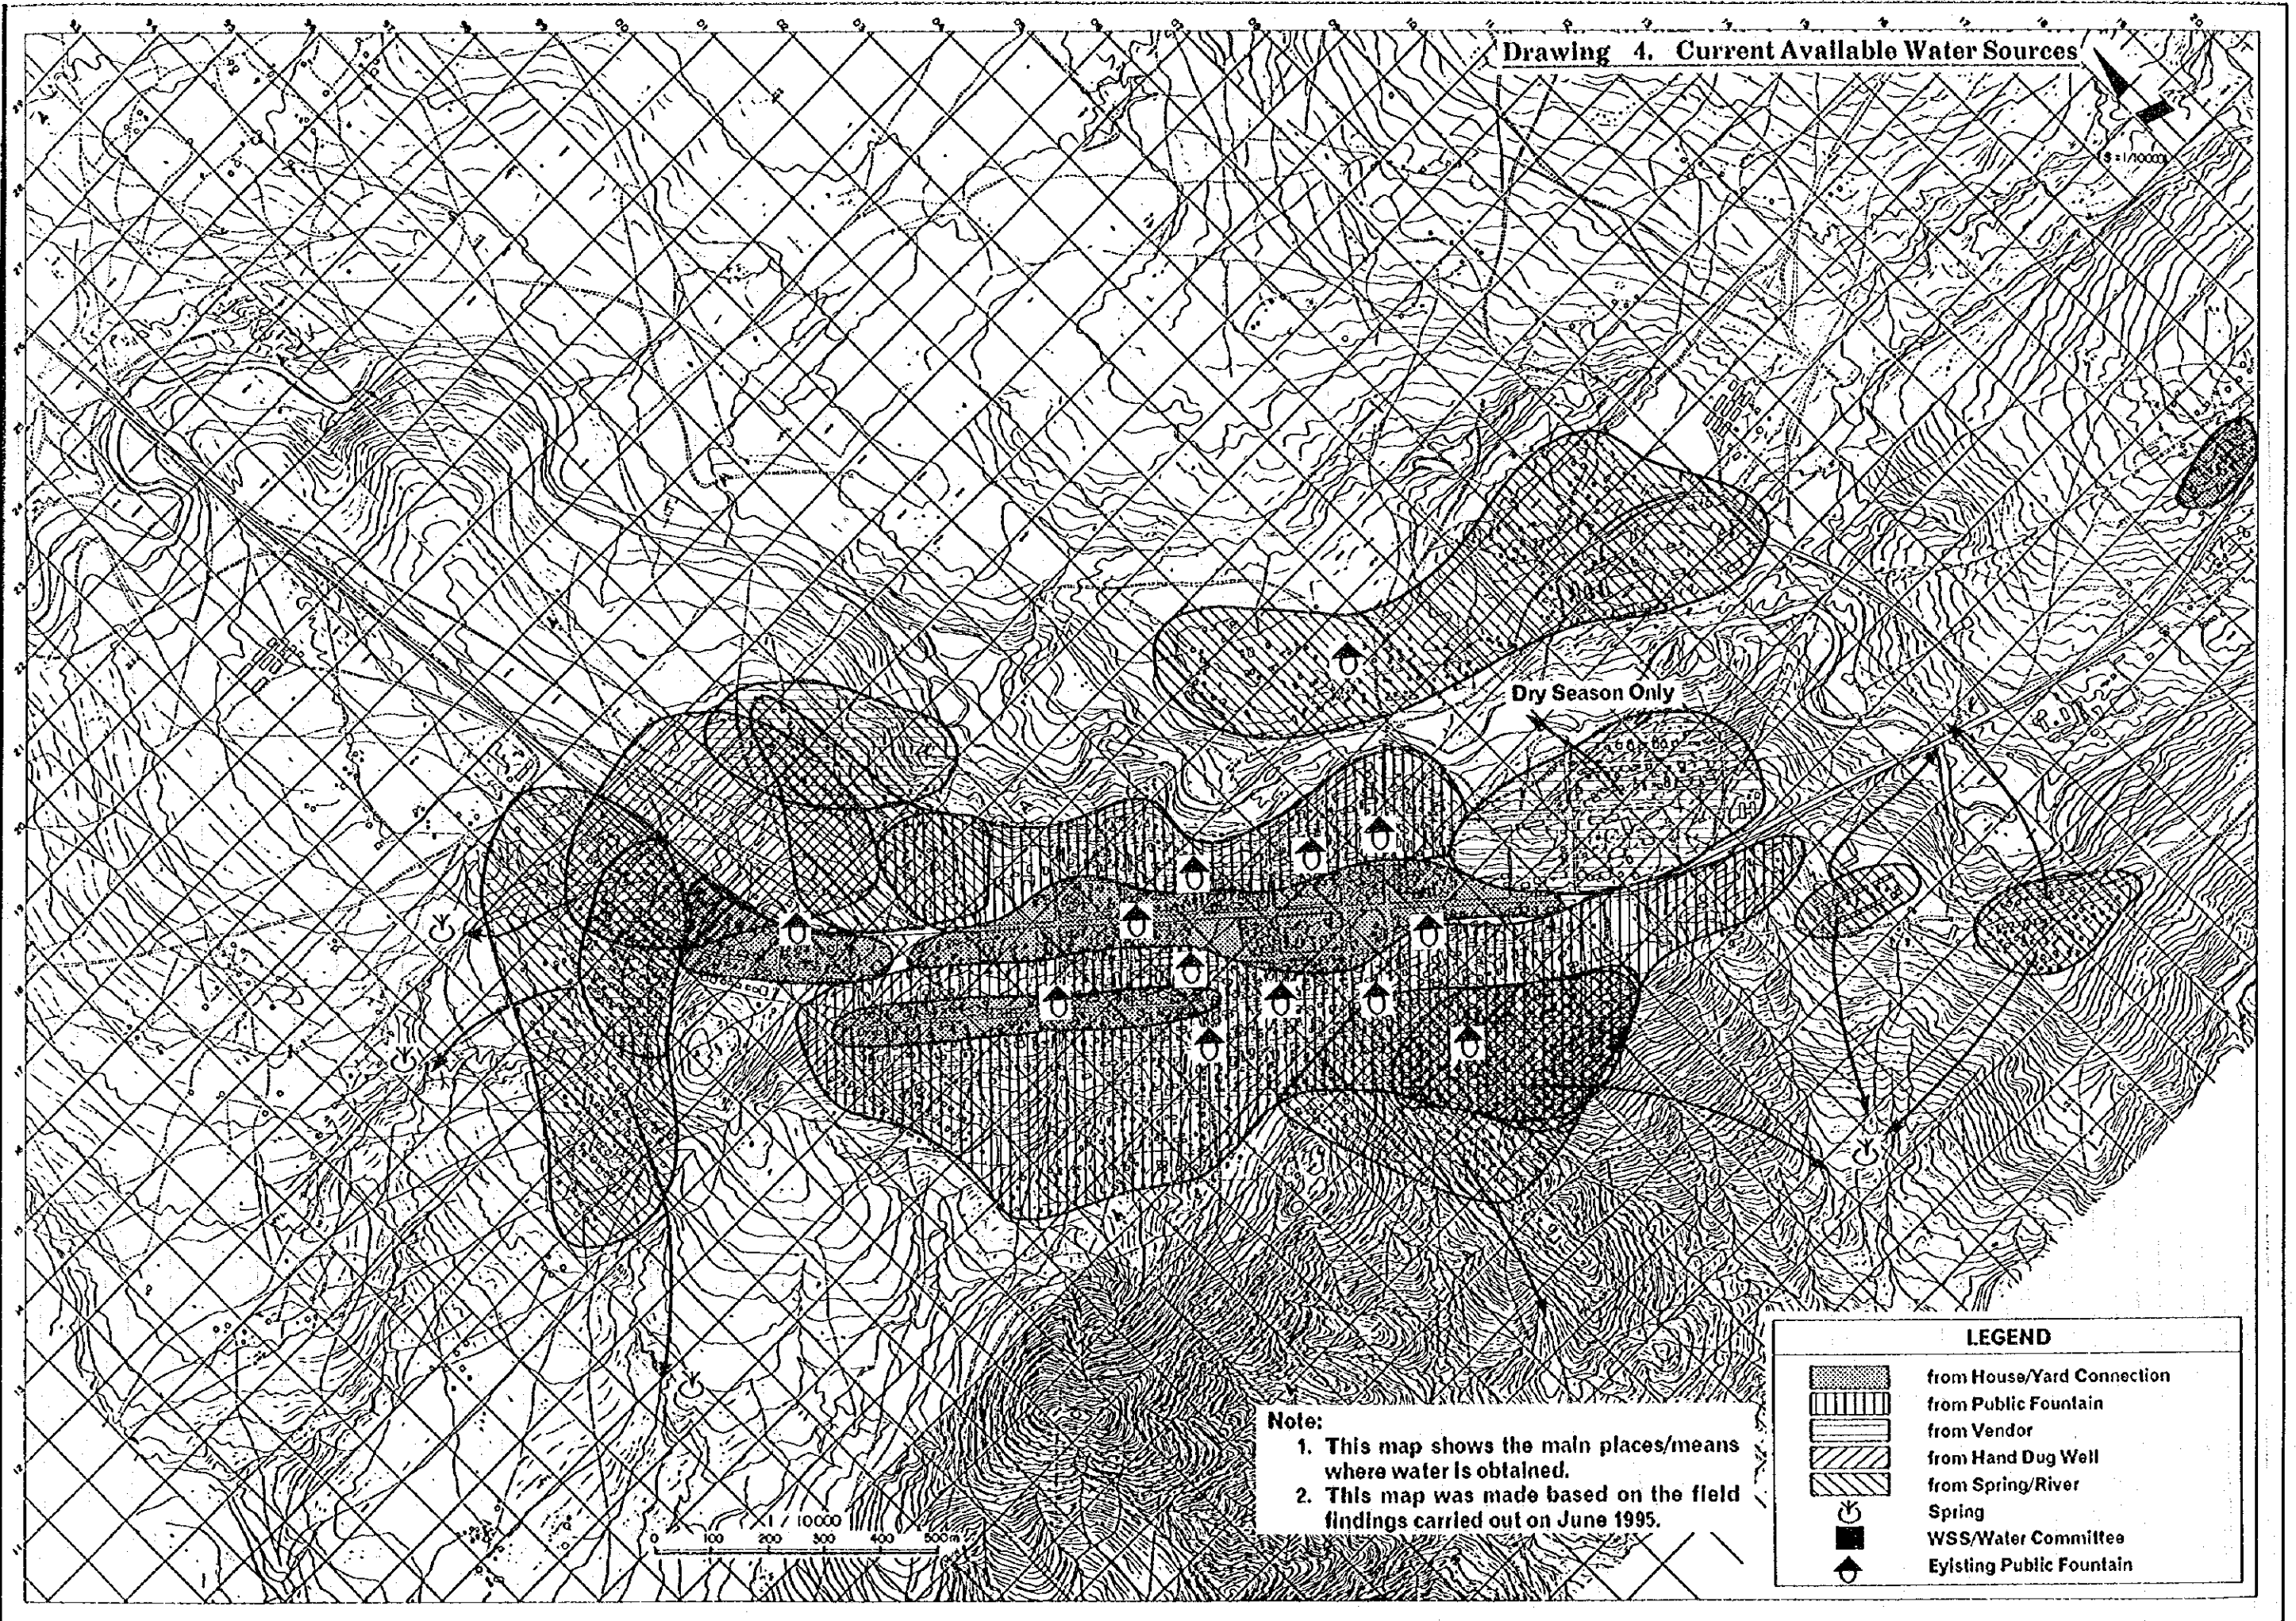 Drawing 4. Current Available Water Sources
(S=1/10000)
Dry Season Only
Note:
1. This map shows the main places/means
where water is obtained.
2. This map was made based on the field
findings carried out on June 1995.
1 / 10000
0 100 200 300 400 500m
LEGEND
from House/Yard Connection
from Public Fountain
from Vendor
from Hand Dug Well
from Spring/River
Spring
WSS/Water Committee
Eyisting Public Fountain